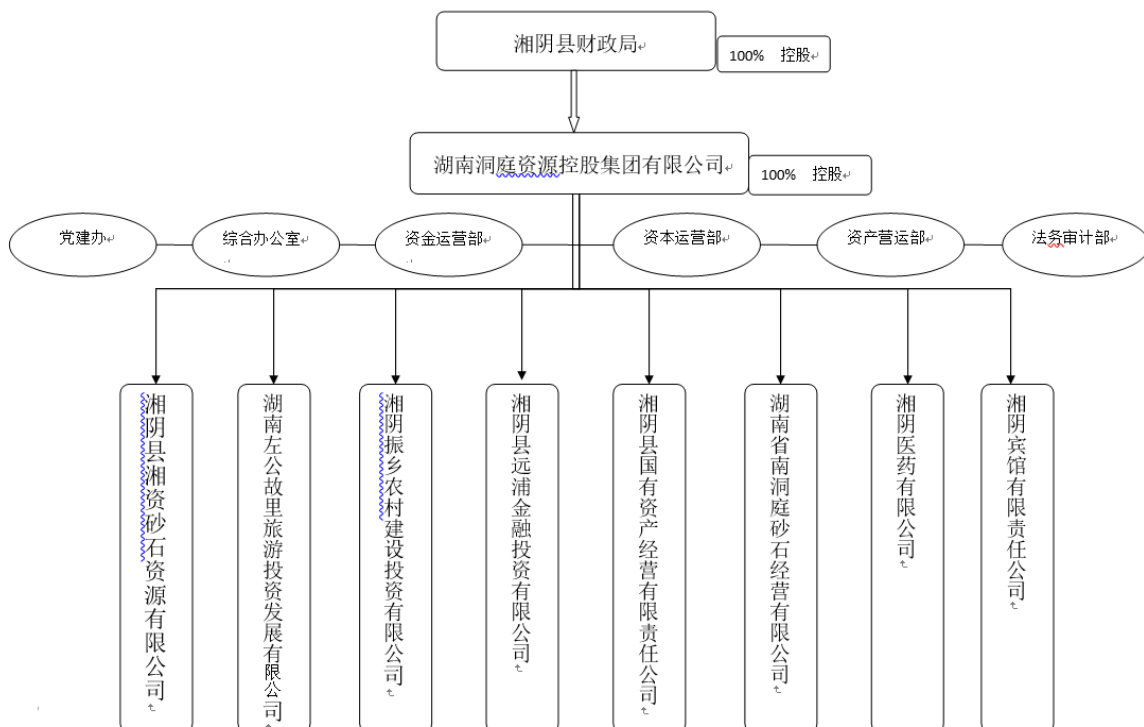 湘阴县财政局
100% 控股
湖南洞庭资源控股集团有限公司
100% 控股
党建办
综合办公室
资金运营部
资本运营部
资产营运部
法务审计部
湘阴县湘资砂石资源有限公司
湖南左公故里旅游投资发展有限公司
湘阴振乡农村建设投资有限公司
湘阴县远浦金融投资有限公司
湘阴县国有资产经营有限责任公司
湖南省南洞庭砂石经营有限公司
湘阴医药有限公司
湘阴宾馆有限责任公司